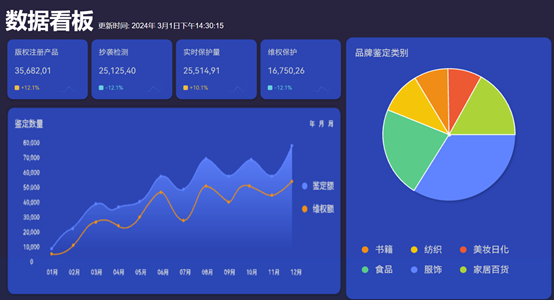 数据看板 更新时间: 2024年 3月1日下午14:30:15
版权注册产品
35,682,01
+12.1%
抄装检测
25,125,40
-12.1%
实时保护量
25,514,91
+10.1%
维权保护
16,750,26
-12.1%
鉴定数量
年 月 周
80,000
70,000
60,000
50,000
40,000
30,000
20,000
10,000
0
01月 02月 03月 04月 05月 06月 07月 08月 09月 10月 11月 12月
鉴定额
维权额
品牌鉴定类别
书籍 纺织 美妆日化
食品 服饰 家居百货